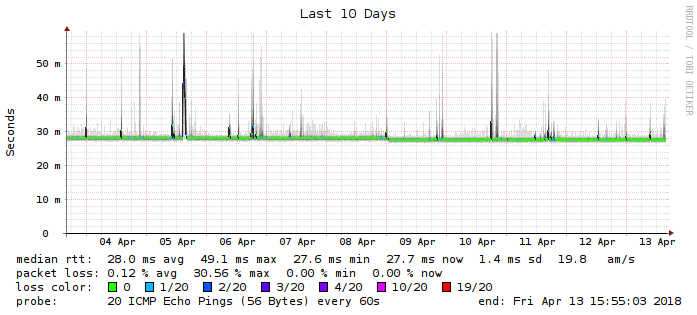 Last 10 Days
RRDTOOL / TOBI OETIKER
Seconds
50 m
40 m
30 m
20 m
10 m
0
04 Apr 05 Apr 06 Apr 07 Apr 08 Apr 09 Apr 10 Apr 11 Apr 12 Apr 13 Apr
median rtt: 28.0 ms avg 49.1 ms max 27.6 ms min 27.7 ms now 1.4 ms sd 19.8 am/s
packet loss: 0.12 % avg 30.56 % max 0.00 % min 0.00 % now
loss color: 0 1/20 2/20 3/20 4/20 10/20 19/20
probe: 20 ICMP Echo Pings (56 Bytes) every 60s end: Fri Apr 13 15:55:03 2018